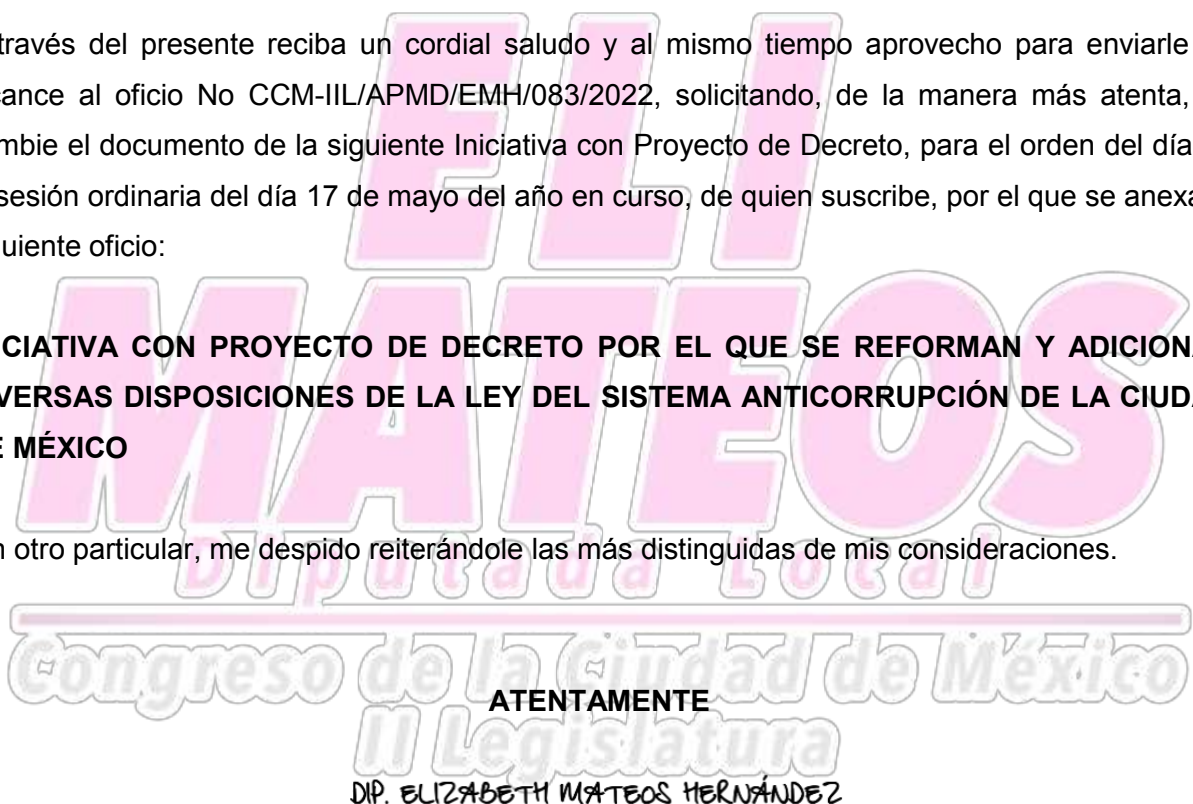 través del presente reciba un cordial saludo y al mismo tiempo aprovecho para enviarle
cance al oficio No CCM-IIL/APMD/EMH/083/2022, solicitando, de la manera más atenta,
mbie el documento de la siguiente Iniciativa con Proyecto de Decreto, para el orden del día
sesión ordinaria del día 17 de mayo del año en curso, de quien suscribe, por el que se anexa
guiente oficio:
CIATIVA CON PROYECTO DE DECRETO POR EL QUE SE REFORMAN Y ADICIONA
VERSAS DISPOSICIONES DE LA LEY DEL SISTEMA ANTICORRUPCIÓN DE LA CIUDA
E MÉXICO
n otro particular, me despido reiterándole las más distinguidas de mis consideraciones.
ATENTAMENTE
DIP. ELIZABETH MATEOS HERNÁNDEZ
ELI
MATEOS
Diputada Local
Congreso de la Ciudad de México
II Legislatura